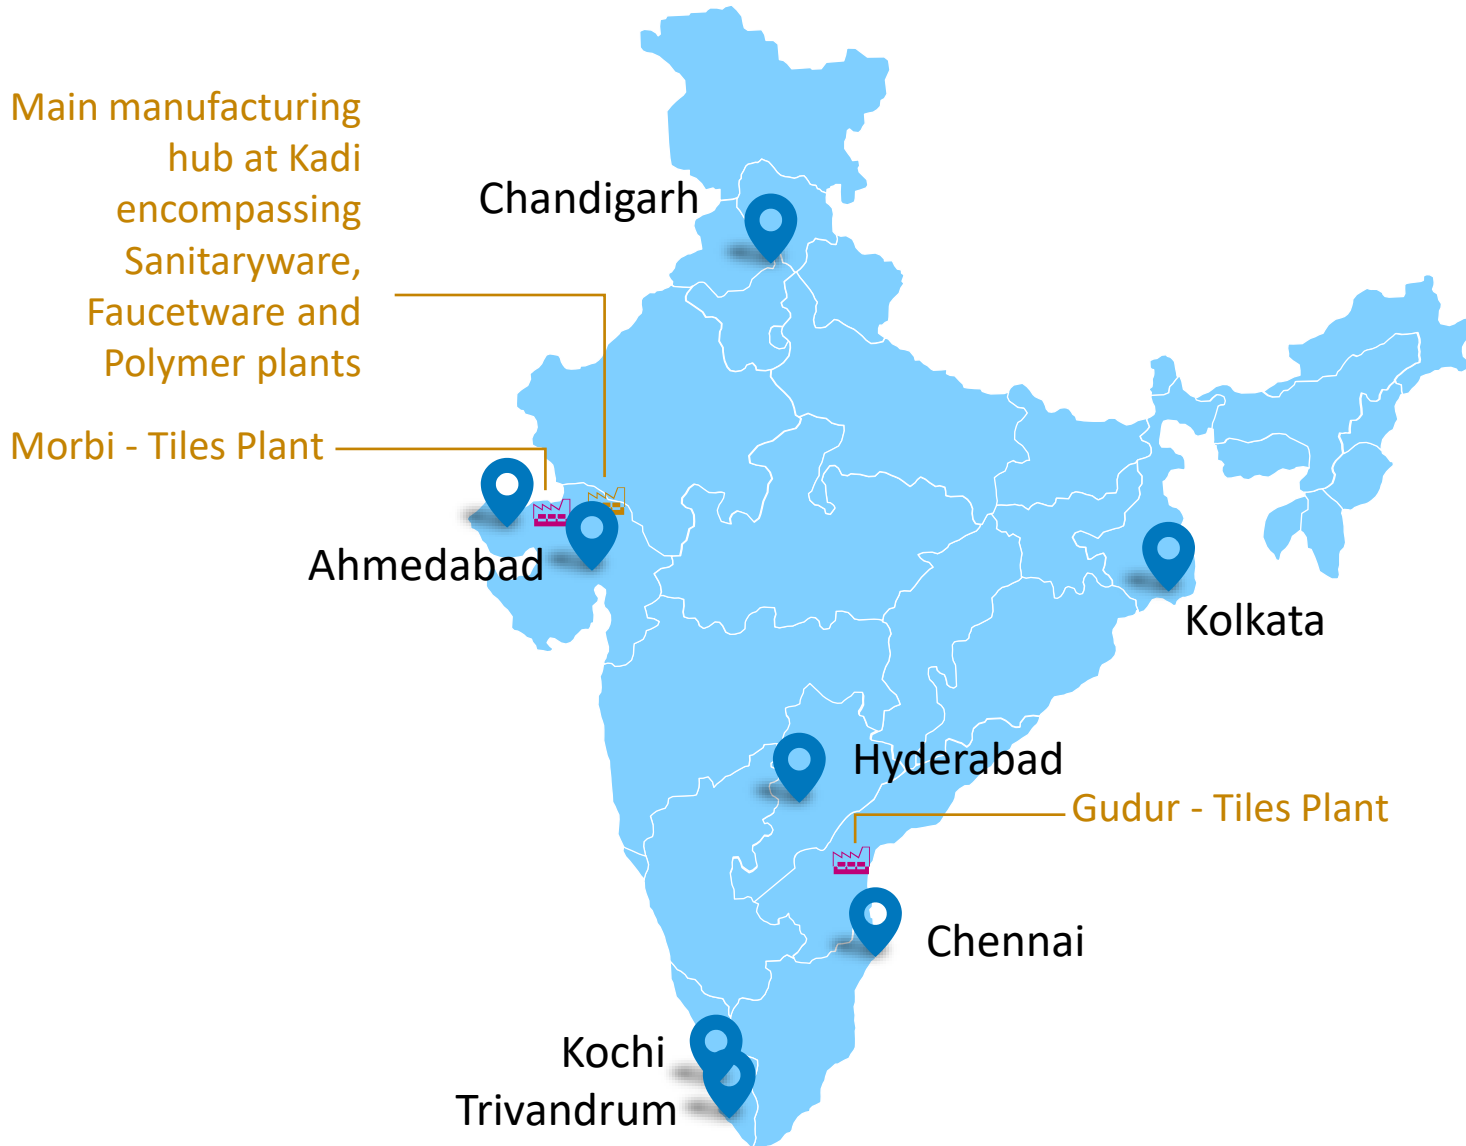 Main manufacturing
hub at Kadi
encompassing
Sanitaryware,
Faucetware and
Polymer plants
Chandigarh
Morbi - Tiles Plant
Ahmedabad
Kolkata
Hyderabad
Gudur - Tiles Plant
Chennai
Kochi
Trivandrum